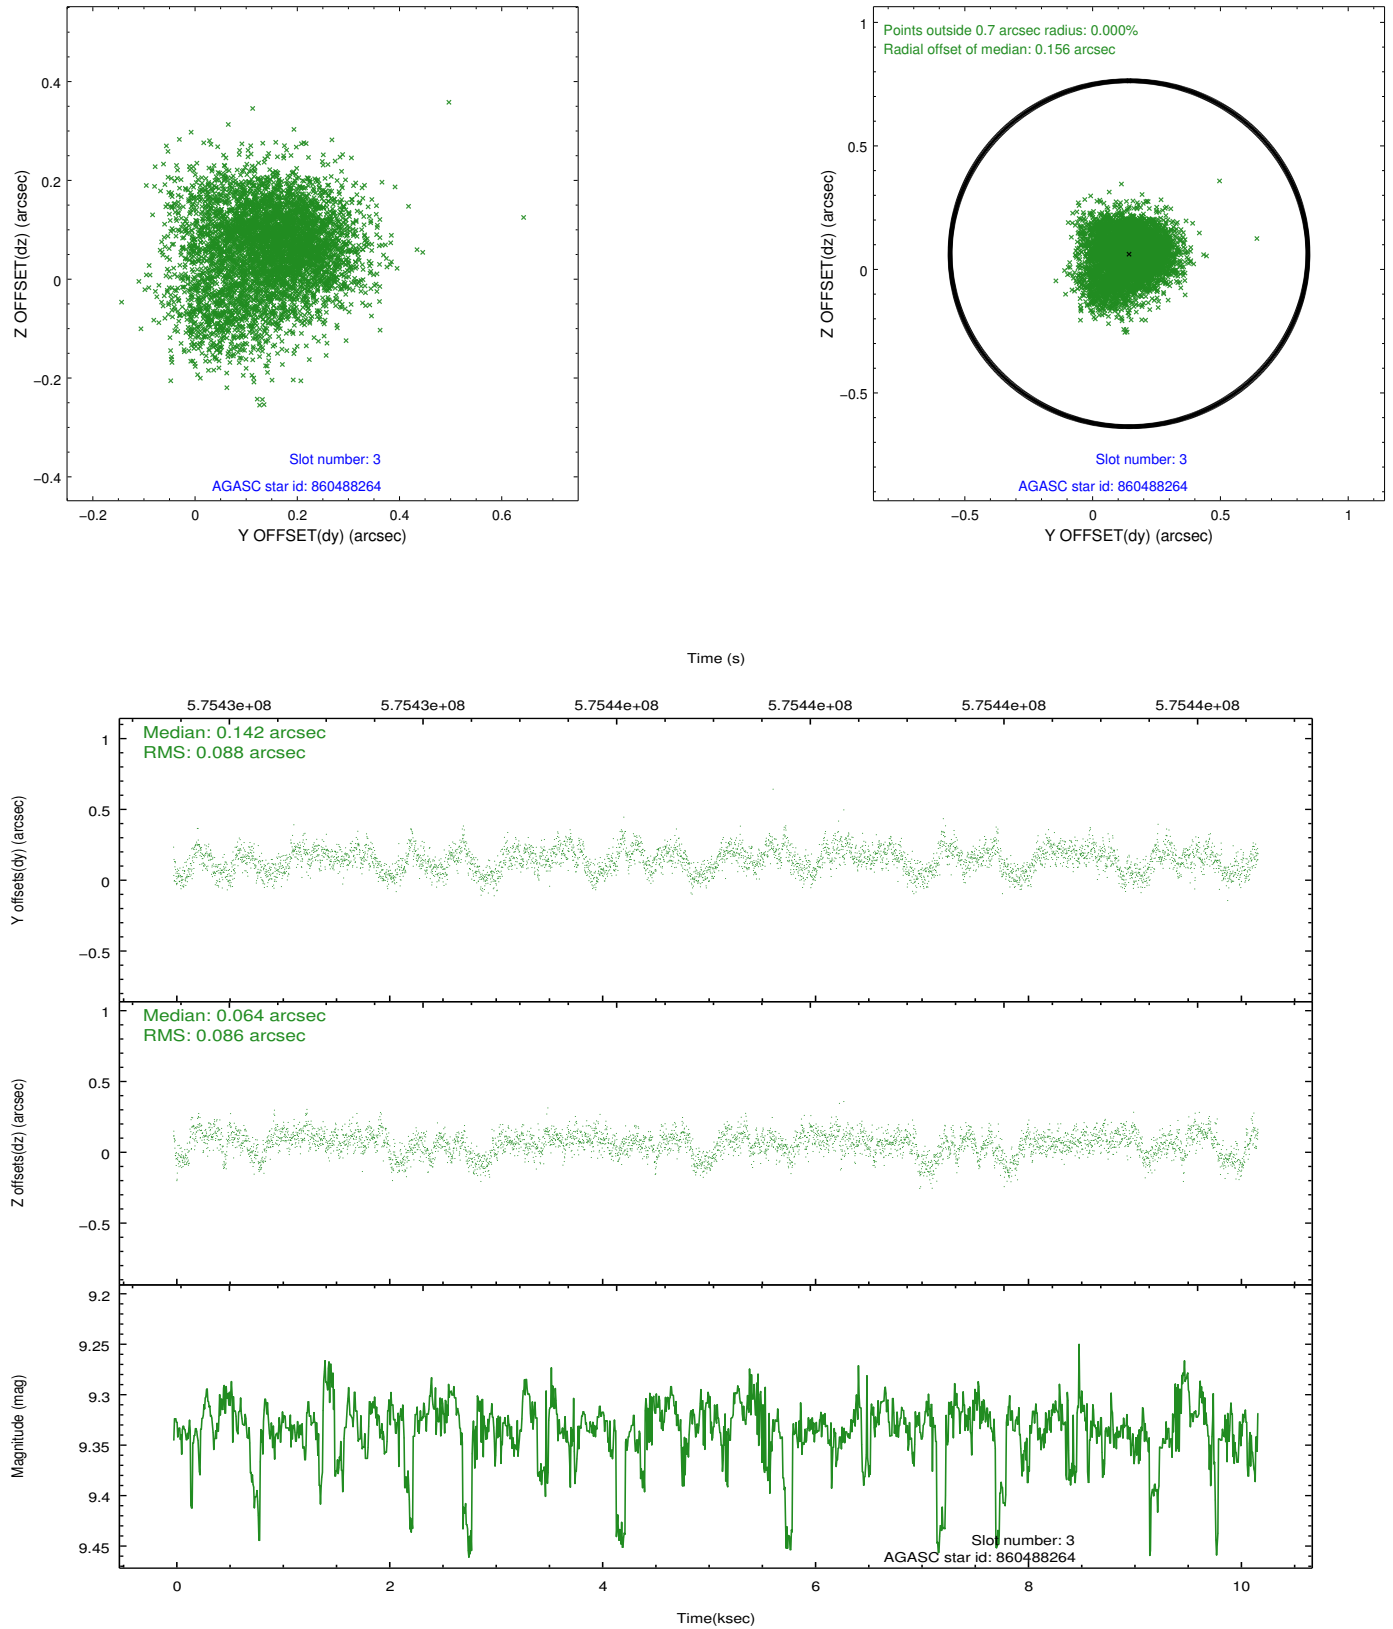 0.4
0.2
0
−0.2
−0.4
Z OFFSET(dz) (arcsec)
Slot number: 3
AGASC star id: 860488264
−0.2 0 0.2 0.4 0.6
Y OFFSET(dy) (arcsec)
Points outside 0.7 arcsec radius: 0.000%
Radial offset of median: 0.156 arcsec
1
0.5
0
−0.5
Z OFFSET(dz) (arcsec)
Slot number: 3
AGASC star id: 860488264
−0.5 0 0.5 1
Y OFFSET(dy) (arcsec)
Time (s)
5.7543e+08 5.7543e+08 5.7544e+08 5.7544e+08 5.7544e+08 5.7544e+08
Median: 0.142 arcsec
RMS: 0.088 arcsec
1
0.5
0
−0.5
Y offsets(dy) (arcsec)
Median: 0.064 arcsec
RMS: 0.086 arcsec
1
0.5
0
−0.5
Z offsets(dz) (arcsec)
9.2
9.25
9.3
9.35
9.4
9.45
Magnitude (mag)
Slot number: 3
AGASC star id: 860488264
0 2 4 6 8 10
Time(ksec)